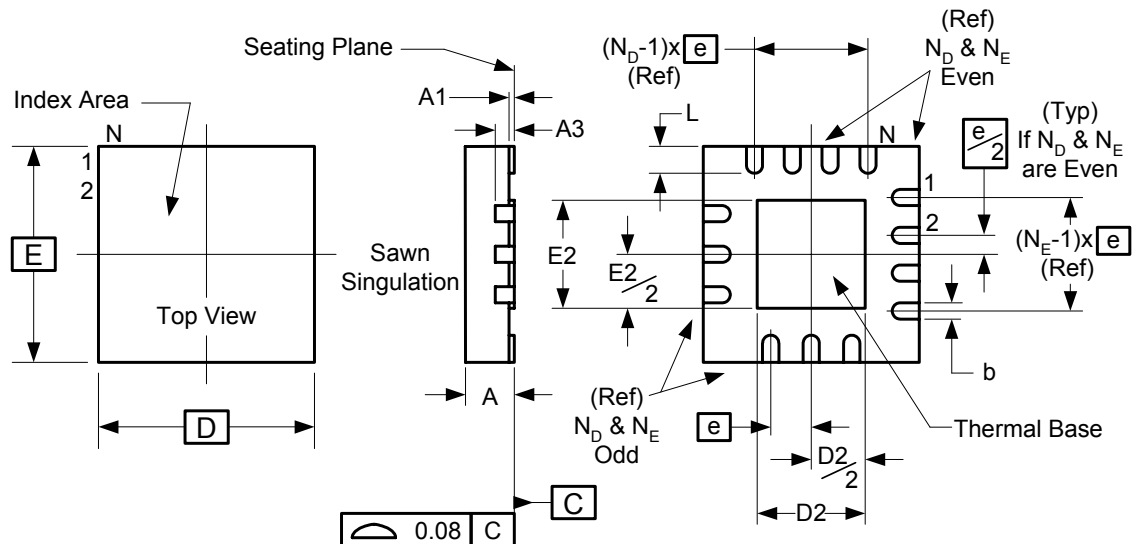 Seating Plane
Index Area
N
1
2
E
Top View
D
A1
A3
Sawn
Singulation
A
C
0.08 C
(N_D-1)x e
(Ref)
(Ref)
N_D & N_E
Even
L
N
e/2
(Typ)
If N_D & N_E
are Even
1
2
(N_E-1)x e
(Ref)
E2
E2/2
b
(Ref)
N_D & N_E
Odd
e
Thermal Base
D2/2
D2